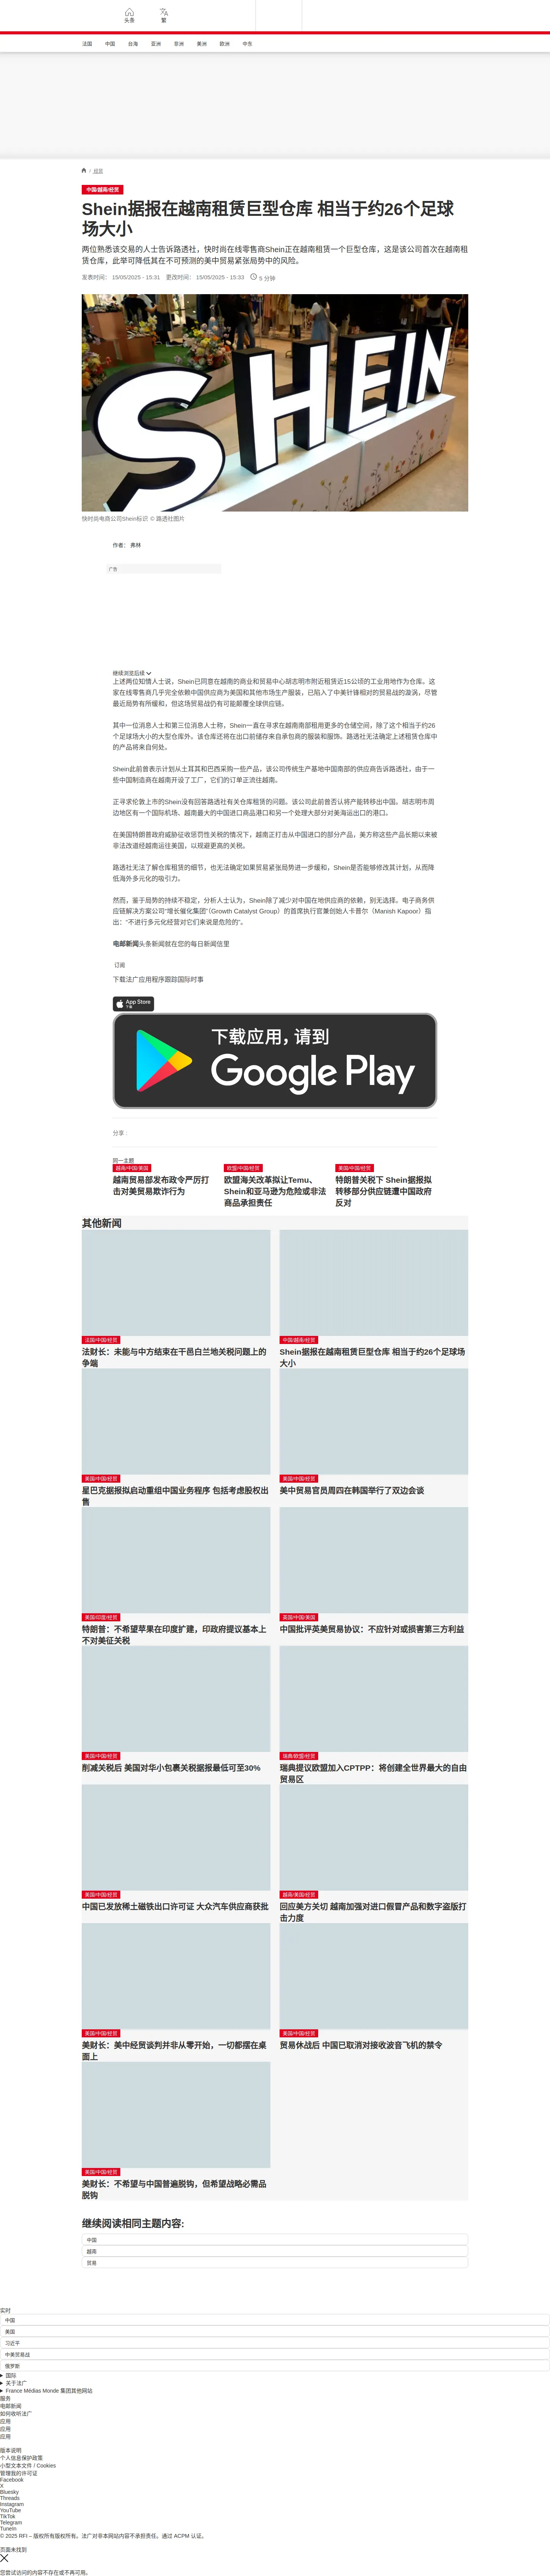 头条
繁
法国
中国
台海
亚洲
非洲
美洲
欧洲
中东
/ 经贸
中国/越南/经贸
Shein据报在越南租赁巨型仓库 相当于约26个足球
场大小
两位熟悉该交易的人士告诉路透社，快时尚在线零售商Shein正在越南租赁一个巨型仓库，这是该公司首次在越南租
赁仓库，此举可降低其在不可预测的美中贸易紧张局势中的风险。
发表时间： 15/05/2025 - 15:31 更改时间： 15/05/2025 - 15:33 5 分钟
SHEIN
快时尚电商公司Shein标识 © 路透社图片
作者： 弗林
广告
继续浏览后续
上述两位知情人士说，Shein已同意在越南的商业和贸易中心胡志明市附近租赁近15公顷的工业用地作为仓库。这
家在线零售商几乎完全依赖中国供应商为美国和其他市场生产服装，已陷入了中美针锋相对的贸易战的漩涡，尽管
最近局势有所缓和，但这场贸易战仍有可能颠覆全球供应链。
其中一位消息人士和第三位消息人士称，Shein一直在寻求在越南南部租用更多的仓储空间，除了这个相当于约26
个足球场大小的大型仓库外。该仓库还将在出口前储存来自承包商的服装和服饰。路透社无法确定上述租赁仓库中
的产品将来自何处。
Shein此前曾表示计划从土耳其和巴西采购一些产品，该公司传统生产基地中国南部的供应商告诉路透社，由于一
些中国制造商在越南开设了工厂，它们的订单正流往越南。
正寻求伦敦上市的Shein没有回答路透社有关仓库租赁的问题。该公司此前曾否认将产能转移出中国。胡志明市周
边地区有一个国际机场、越南最大的中国进口商品港口和另一个处理大部分对美海运出口的港口。
在美国特朗普政府威胁征收惩罚性关税的情况下，越南正打击从中国进口的部分产品，美方称这些产品长期以来被
非法改道经越南运往美国，以规避更高的关税。
路透社无法了解仓库租赁的细节，也无法确定如果贸易紧张局势进一步缓和，Shein是否能够修改其计划，从而降
低海外多元化的吸引力。
然而，鉴于局势的持续不稳定，分析人士认为，Shein除了减少对中国在地供应商的依赖，别无选择。电子商务供
应链解决方案公司“增长催化集团”（Growth Catalyst Group）的首席执行官兼创始人卡普尔（Manish Kapoor）指
出：“不进行多元化经营对它们来说是危险的”。
电邮新闻头条新闻就在您的每日新闻信里
订阅
下载法广应用程序跟踪国际时事
App Store
下载
下载应用，请到
Google Play
分享 :
同一主题
越南/中国/美国
越南贸易部发布政令严厉打
击对美贸易欺诈行为
欧盟/中国/经贸
欧盟海关改革拟让Temu、
Shein和亚马逊为危险或非法
商品承担责任
美国/中国/经贸
特朗普关税下 Shein据报拟
转移部分供应链遭中国政府
反对
其他新闻
法国/中国/经贸
法财长：未能与中方结束在干邑白兰地关税问题上的
争端
中国/越南/经贸
Shein据报在越南租赁巨型仓库 相当于约26个足球场
大小
美国/中国/经贸
星巴克据报拟启动重组中国业务程序 包括考虑股权出
售
美国/中国/经贸
美中贸易官员周四在韩国举行了双边会谈
美国/印度/经贸
特朗普：不希望苹果在印度扩建，印政府提议基本上
不对美征关税
英国/中国/美国
中国批评英美贸易协议：不应针对或损害第三方利益
美国/中国/经贸
削减关税后 美国对华小包裹关税据报最低可至30%
瑞典/欧盟/经贸
瑞典提议欧盟加入CPTPP：将创建全世界最大的自由
贸易区
美国/中国/经贸
中国已发放稀土磁铁出口许可证 大众汽车供应商获批
越南/美国/经贸
回应美方关切 越南加强对进口假冒产品和数字盗版打
击力度
美国/中国/经贸
美财长：美中经贸谈判并非从零开始，一切都摆在桌
面上
美国/中国/经贸
贸易休战后 中国已取消对接收波音飞机的禁令
美国/中国/经贸
美财长：不希望与中国普遍脱钩，但希望战略必需品
脱钩
继续阅读相同主题内容:
中国
越南
贸易
实时
中国
美国
习近平
中美贸易战
俄罗斯
国际
关于法广
France Médias Monde 集团其他网站
服务
电邮新闻
如何收听法广
应用
应用
应用
版本说明
个人信息保护政策
小型文本文件 / Cookies
管理我的许可证
Facebook
X
Bluesky
Threads
Instagram
YouTube
TikTok
Telegram
TuneIn
© 2025 RFI – 版权所有版权所有。法广对非本网站内容不承担责任。通过 ACPM 认证。
页面未找到
您尝试访问的内容不存在或不再可用。